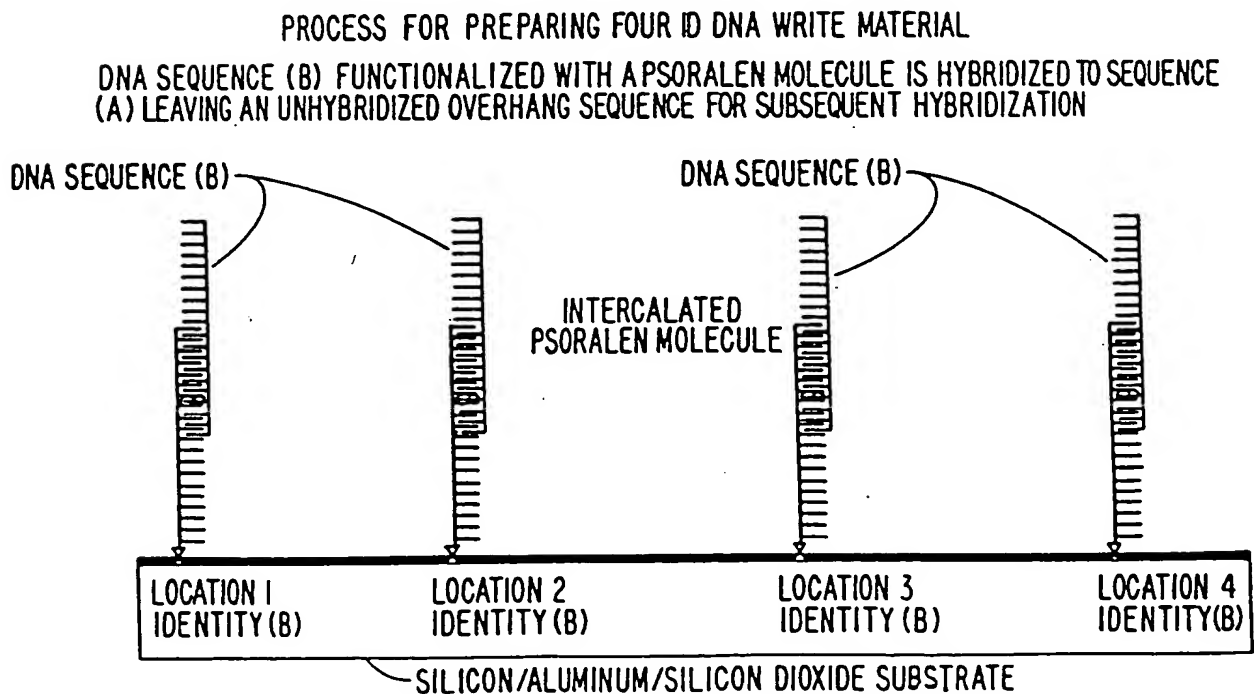 PROCESS FOR PREPARING FOUR ID DNA WRITE MATERIAL
DNA SEQUENCE (B) FUNCTIONALIZED WITH A PSORALEN MOLECULE IS HYBRIDIZED TO SEQUENCE
(A) LEAVING AN UNHYBRIDIZED OVERHANG SEQUENCE FOR SUBSEQUENT HYBRIDIZATION
DNA SEQUENCE (B)
DNA SEQUENCE (B)
INTERCALATED
PSORALEN MOLECULE
LOCATION 1
IDENTITY (B)
LOCATION 2
IDENTITY (B)
LOCATION 3
IDENTITY (B)
LOCATION 4
IDENTITY (B)
SILICON/ALUMINUM/SILICON DIOXIDE SUBSTRATE